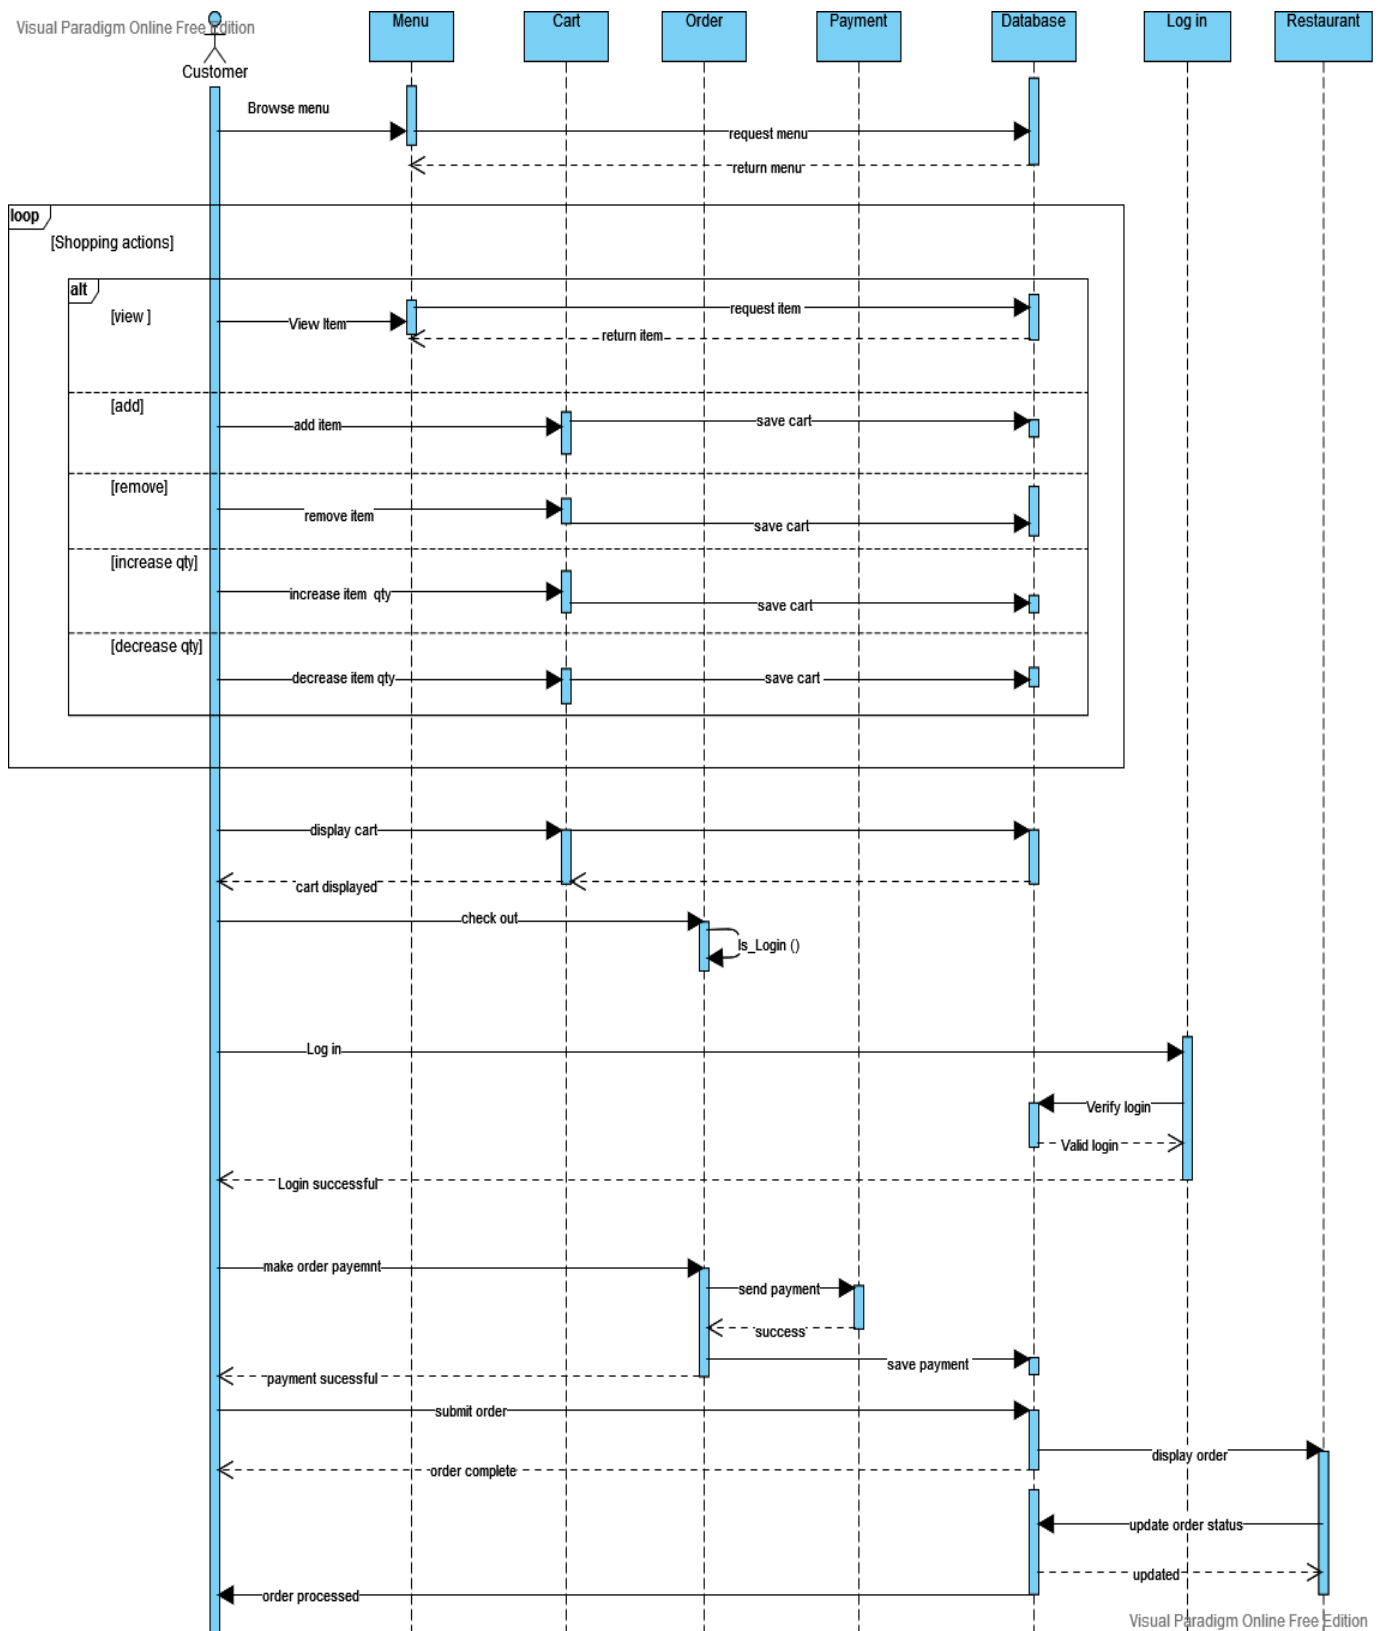 Visual Paradigm Online Free Edition
Customer
Menu
Cart
Order
Payment
Database
Log in
Restaurant
Browse menu
request menu
return menu
loop
[Shopping actions]
alt
[view ]
View Item
request item
return item
[add]
add item
save cart
[remove]
remove item
save cart
[increase qty]
increase item  qty
save cart
[decrease qty]
decrease item qty
save cart
display cart
cart displayed
check out
Is_Login ()
Log in
Verify login
Valid login
Login successful
make order payemnt
send payment
success
save payment
payment sucessful
submit order
display order
order complete
update order status
updated
order processed
Visual Paradigm Online Free Edition